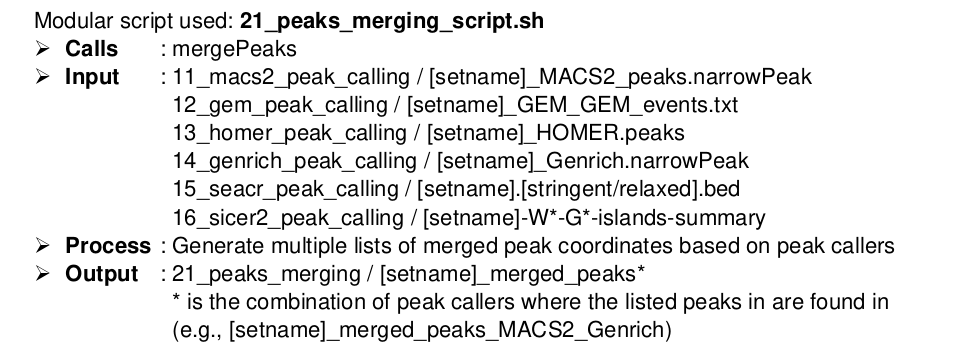 Modular script used: 21_peaks_merging_script.sh
➢ Calls : mergePeaks
➢ Input : 11_macs2_peak_calling / [setname]_MACS2_peaks.narrowPeak
12_gem_peak_calling / [setname]_GEM_GEM_events.txt
13_homer_peak_calling / [setname]_HOMER.peaks
14_genrich_peak_calling / [setname]_Genrich.narrowPeak
15_seacr_peak_calling / [setname].[stringent/relaxed].bed
16_sicer2_peak_calling / [setname]-W*-G*-islands-summary
➢ Process : Generate multiple lists of merged peak coordinates based on peak callers
➢ Output : 21_peaks_merging / [setname]_merged_peaks*
* is the combination of peak callers where the listed peaks in are found in
(e.g., [setname]_merged_peaks_MACS2_Genrich)